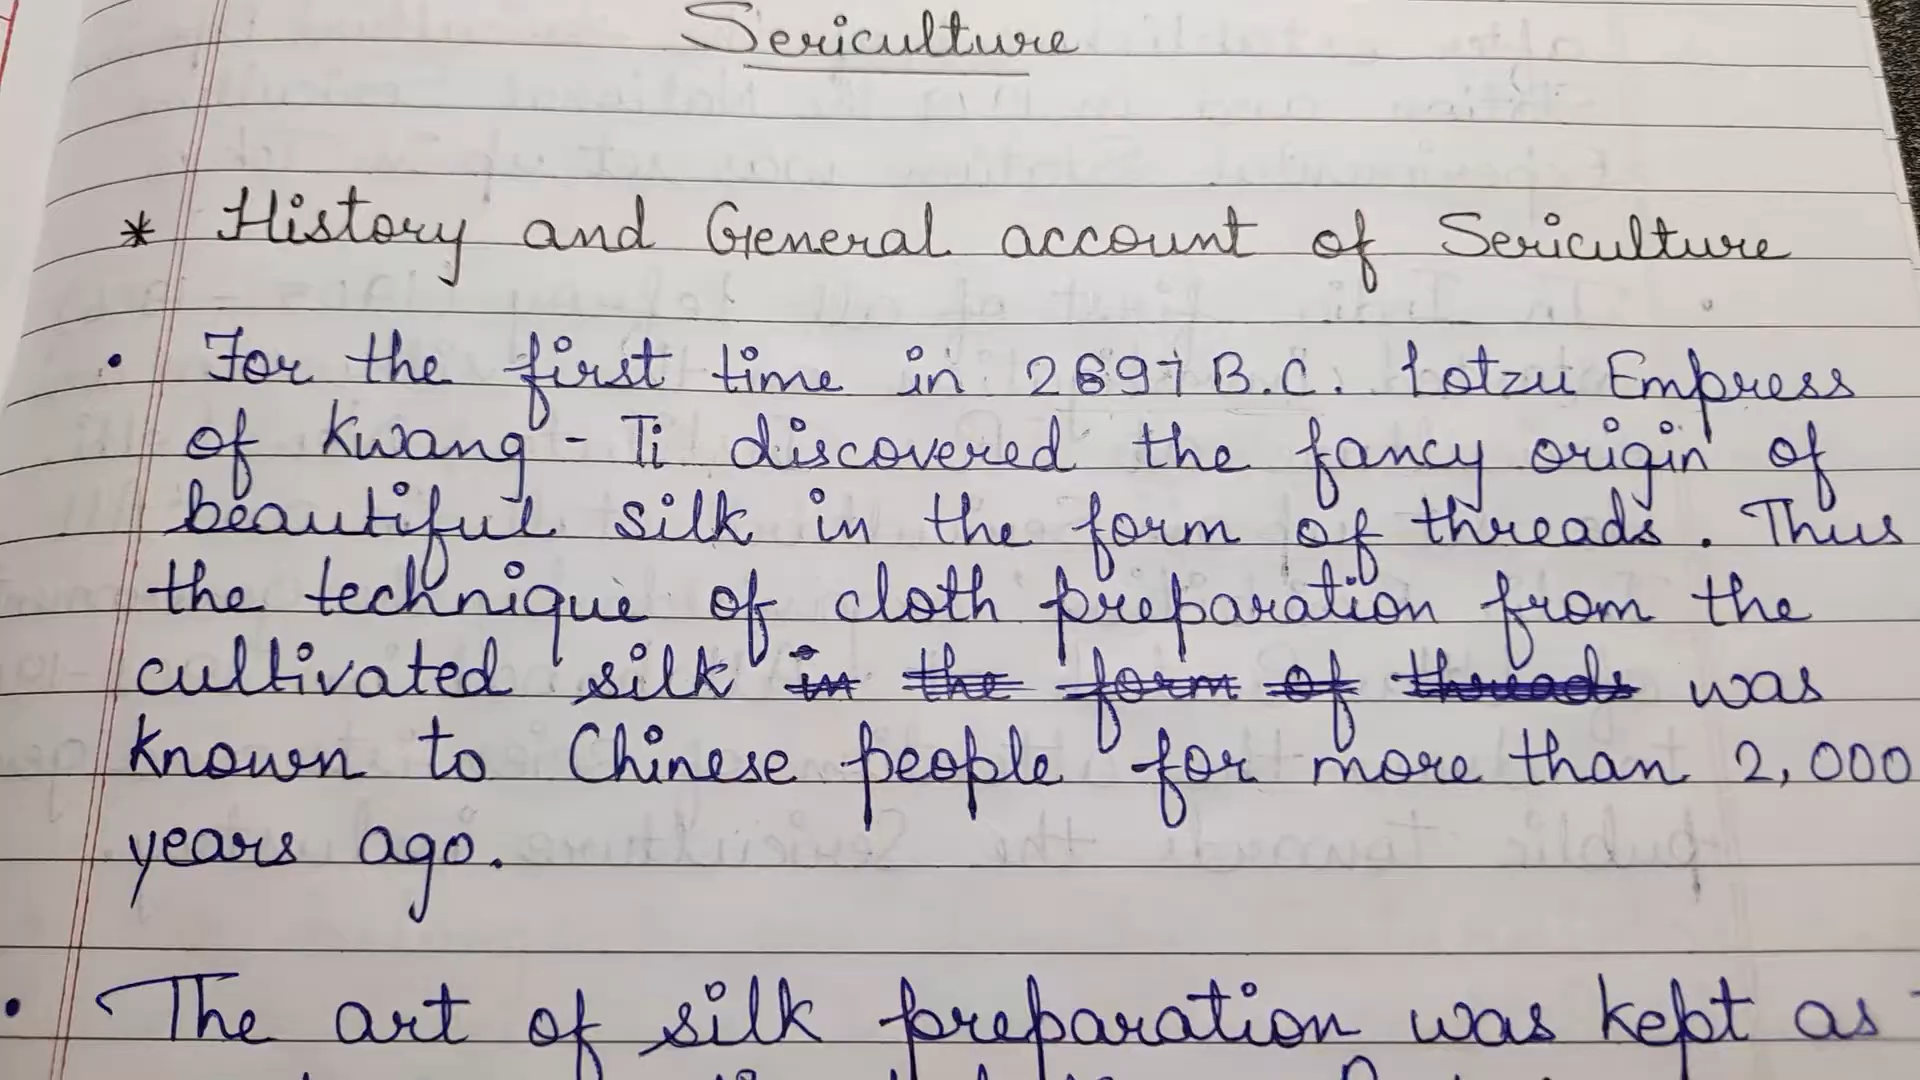 Sericulture
* History and General account of Sericulture
• For the first time in 2697 B.C. Lotzu Empress
of Kwang-Ti discovered the fancy origin of
beautiful silk in the form of threads. Thus
the technique of cloth preparation from the
cultivated silk ~~in the form of threads~~ was
known to Chinese people for more than 2,000
years ago.
• The art of silk preparation was kept as